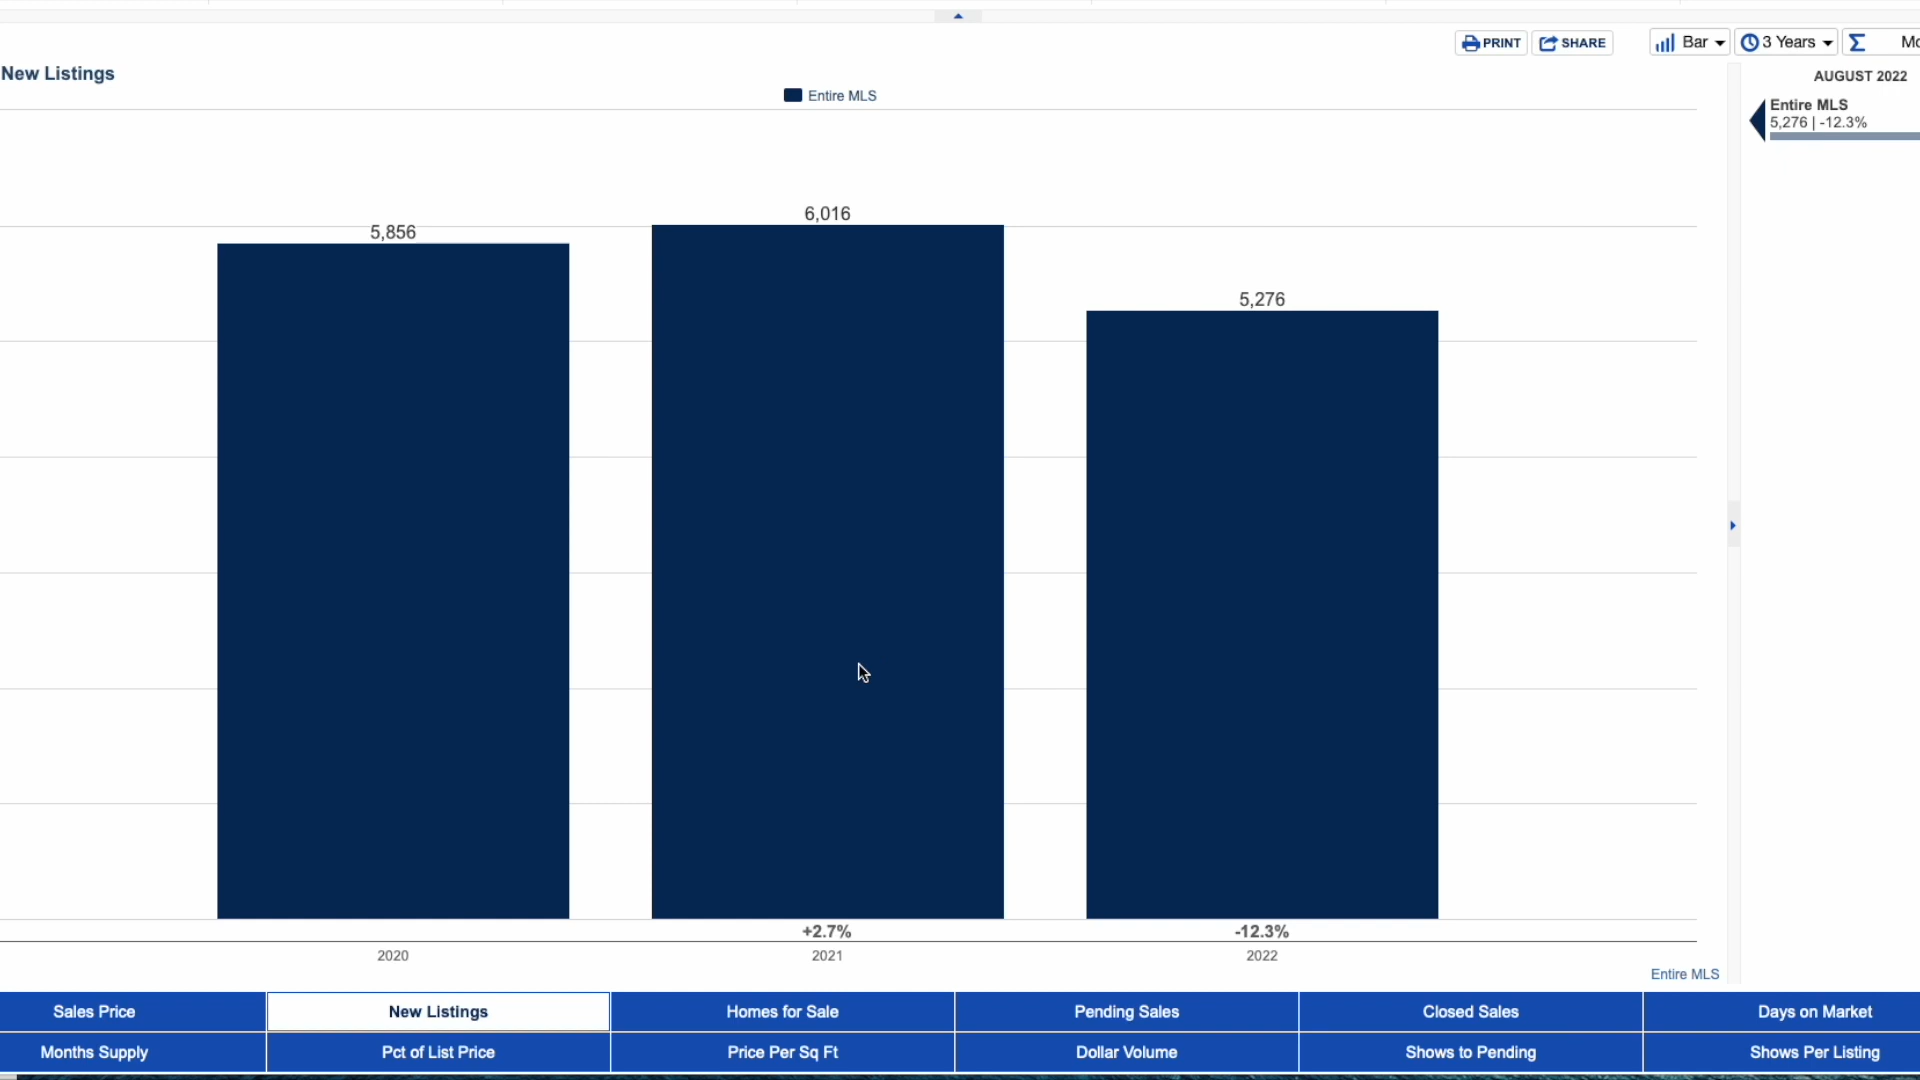 PRINT
SHARE
Bar
3 Years
New Listings
AUGUST 2022
Entire MLS
Entire MLS
5,276 | -12.3%
6,016
5,856
5,276
+2.7%
-12.3%
2020
2021
2022
Entire MLS
Sales Price
New Listings
Homes for Sale
Pending Sales
Closed Sales
Days on Market
Months Supply
Pct of List Price
Price Per Sq Ft
Dollar Volume
Shows to Pending
Shows Per Listing